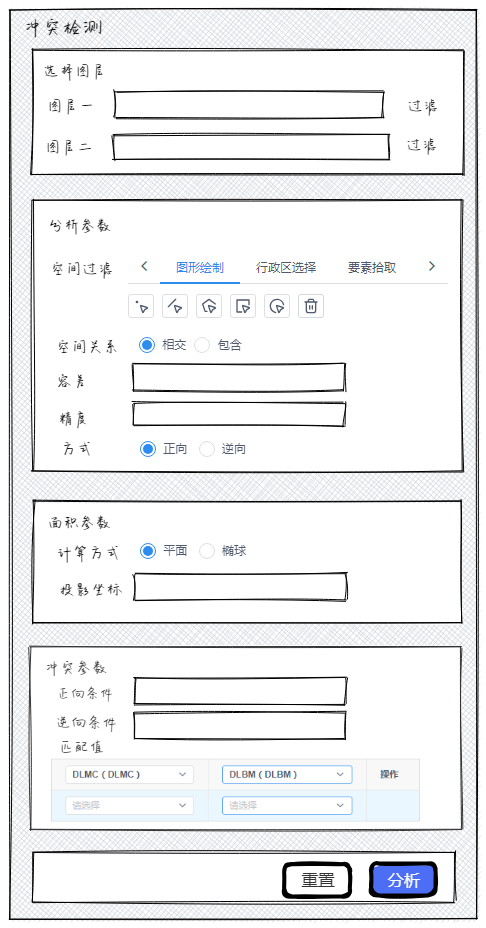 冲突检测
选择图层
图层一 过滤
图层二 过滤
分析参数
空间过滤 图形绘制 行政区选择 要素拾取
空间关系 相交 包含
容差
精度
方式 正向 逆向
面积参数
计算方式 平面 椭球
投影坐标
冲突参数
正向条件
逆向条件
匹配值
DLMC（DLMC） DLBM（DLBM） 操作
请选择 请选择
重置 分析